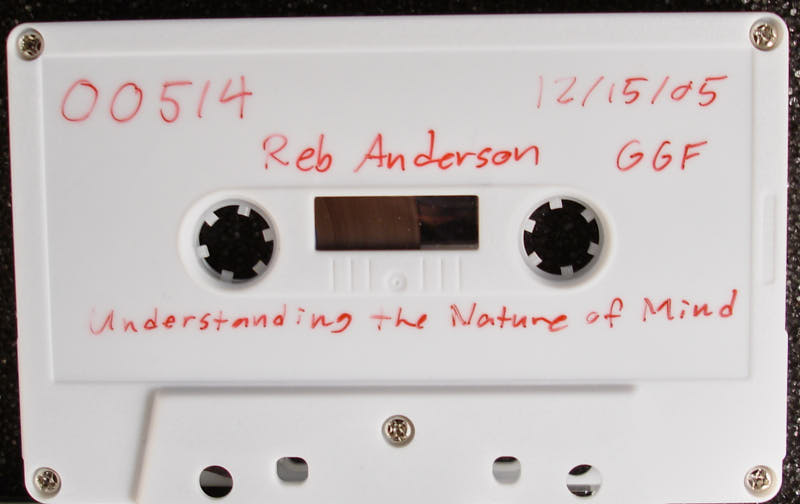 00514 12/15/05
Reb Anderson GGF
Understanding the Nature of Mind